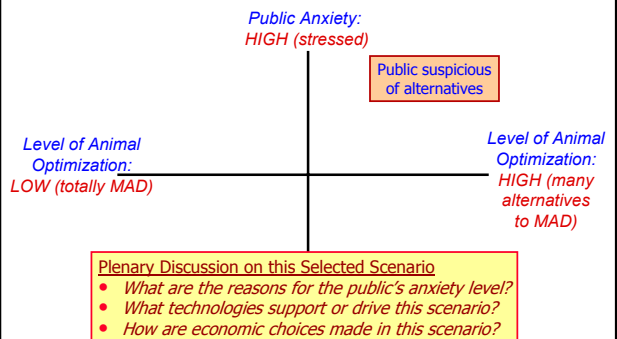 Public Anxiety:
HIGH (stressed)
Public suspicious
of alternatives
Level of Animal
Optimization:
LOW (totally MAD)
Level of Animal
Optimization:
HIGH (many
alternatives
to MAD)
Plenary Discussion on this Selected Scenario
• What are the reasons for the public's anxiety level?
• What technologies support or drive this scenario?
• How are economic choices made in this scenario?